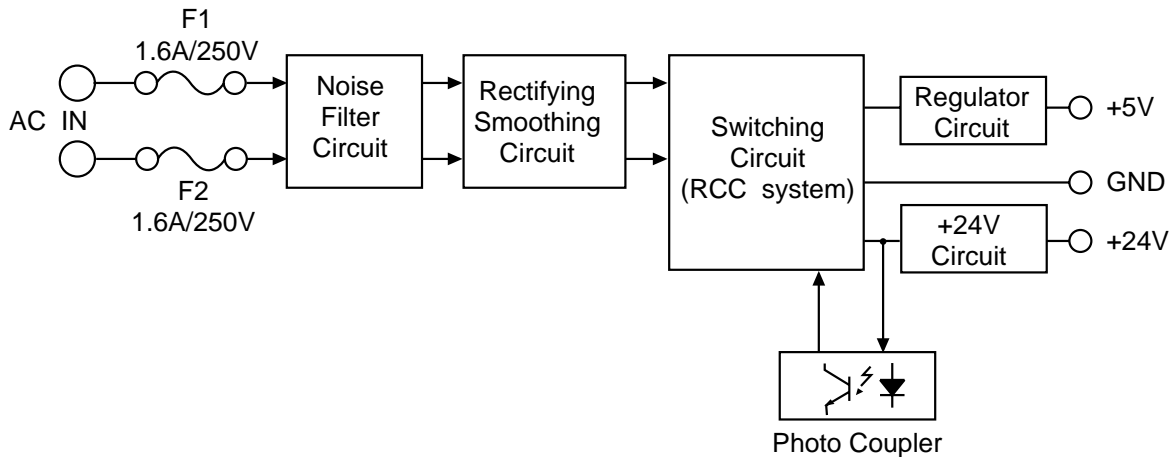 F1
1.6A/250V
AC IN
F2
1.6A/250V
Noise
Filter
Circuit
Rectifying
Smoothing
Circuit
Switching
Circuit
(RCC system)
Regulator
Circuit
+5V
GND
+24V
Circuit
+24V
Photo Coupler